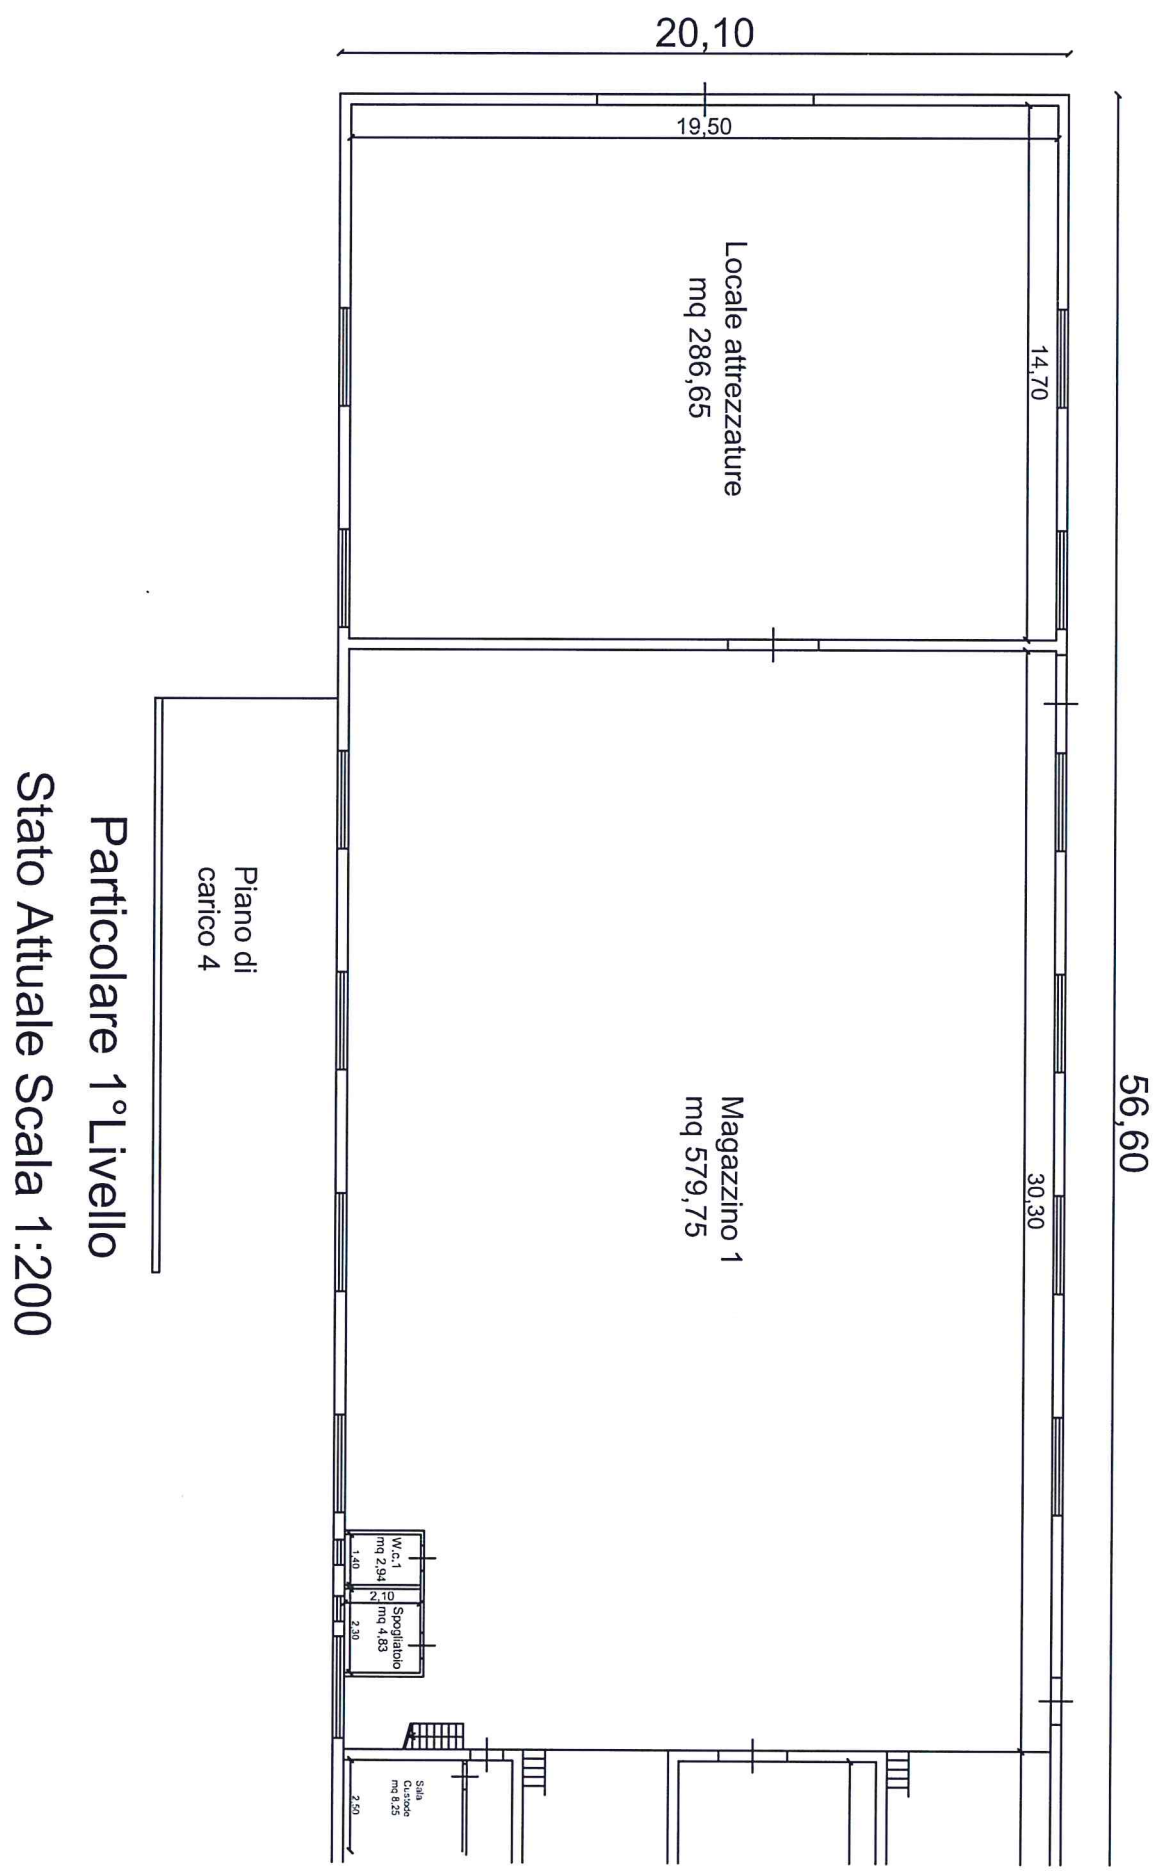 20,10
19,50
14,70
Locale attrezzature
mq 286,65
56,60
30,30
Magazzino 1
mq 579,75
Piano di
carico 4
W.c.1
mq 2,94
1,40
2,10
Spogliatoio
mq 4,83
2,30
Sala
Custode
mq 8,25
2,50
Particolare 1°Livello
Stato Attuale Scala 1:200